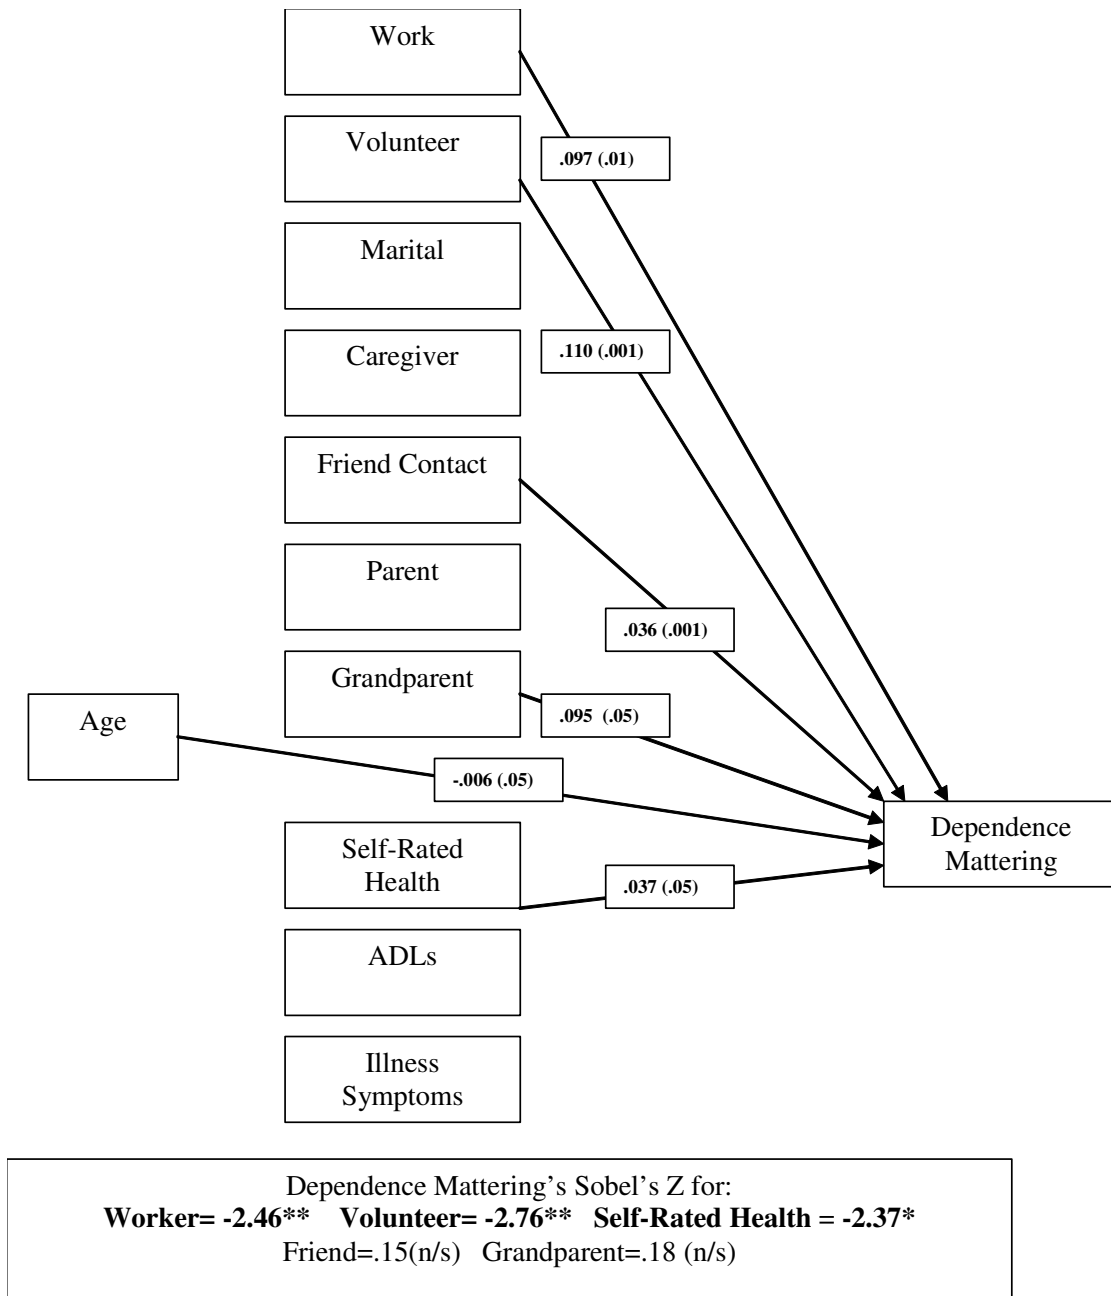 Work
Volunteer
.097 (.01)
Marital
Caregiver
.110 (.001)
Friend Contact
Parent
.036 (.001)
Grandparent
.095  (.05)
Age
-.006 (.05)
Self-Rated
Health
.037 (.05)
Dependence
Mattering
ADLs
Illness
Symptoms
Dependence Mattering’s Sobel’s Z for:
Worker= -2.46**    Volunteer= -2.76**   Self-Rated Health = -2.37*
Friend=.15(n/s)   Grandparent=.18 (n/s)